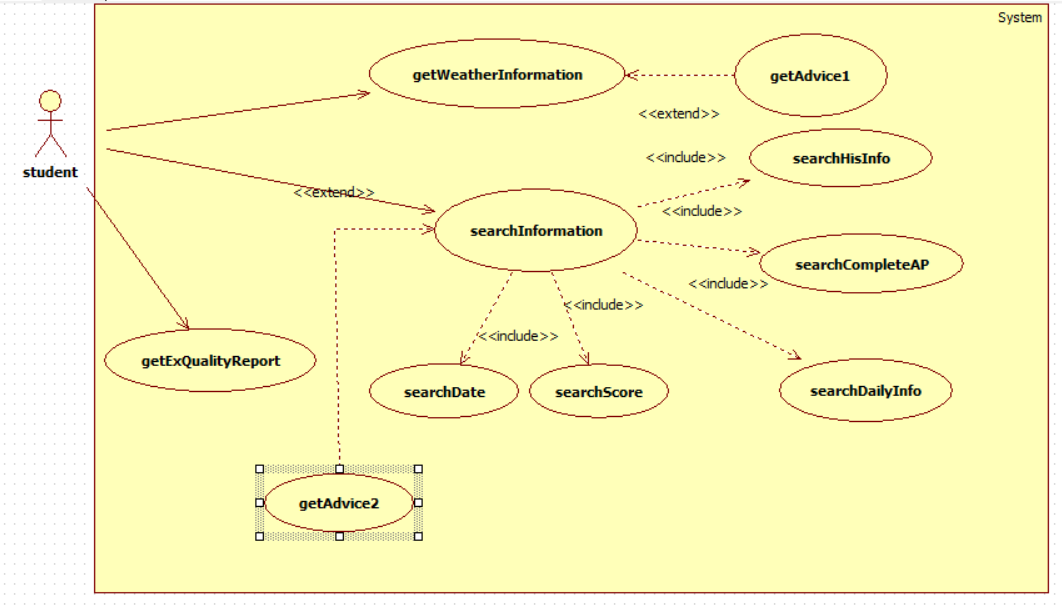 System
getWeatherInformation
getAdvice1
<<extend>>
student
<<include>>
searchHisInfo
<<extend>>
<<include>>
searchInformation
searchCompleteAP
<<include>>
<<include>>
<<include>>
getExQualityReport
searchDate
searchScore
searchDailyInfo
getAdvice2